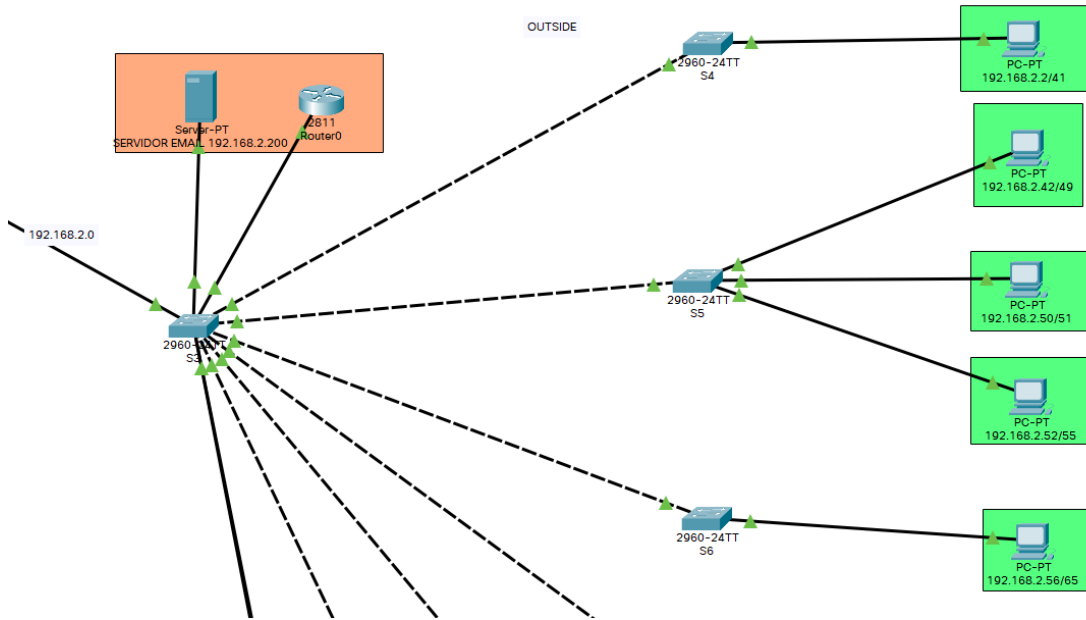 OUTSIDE
2960-24TT
S4
PC-PT
192.168.2.2/41
Server-PT
SERVIDOR EMAIL 192.168.2.200
2811
Router0
PC-PT
192.168.2.42/49
192.168.2.0
2960-24TT
S5
PC-PT
192.168.2.50/51
2960-24TT
S3
PC-PT
192.168.2.52/55
2960-24TT
S6
PC-PT
192.168.2.56/65